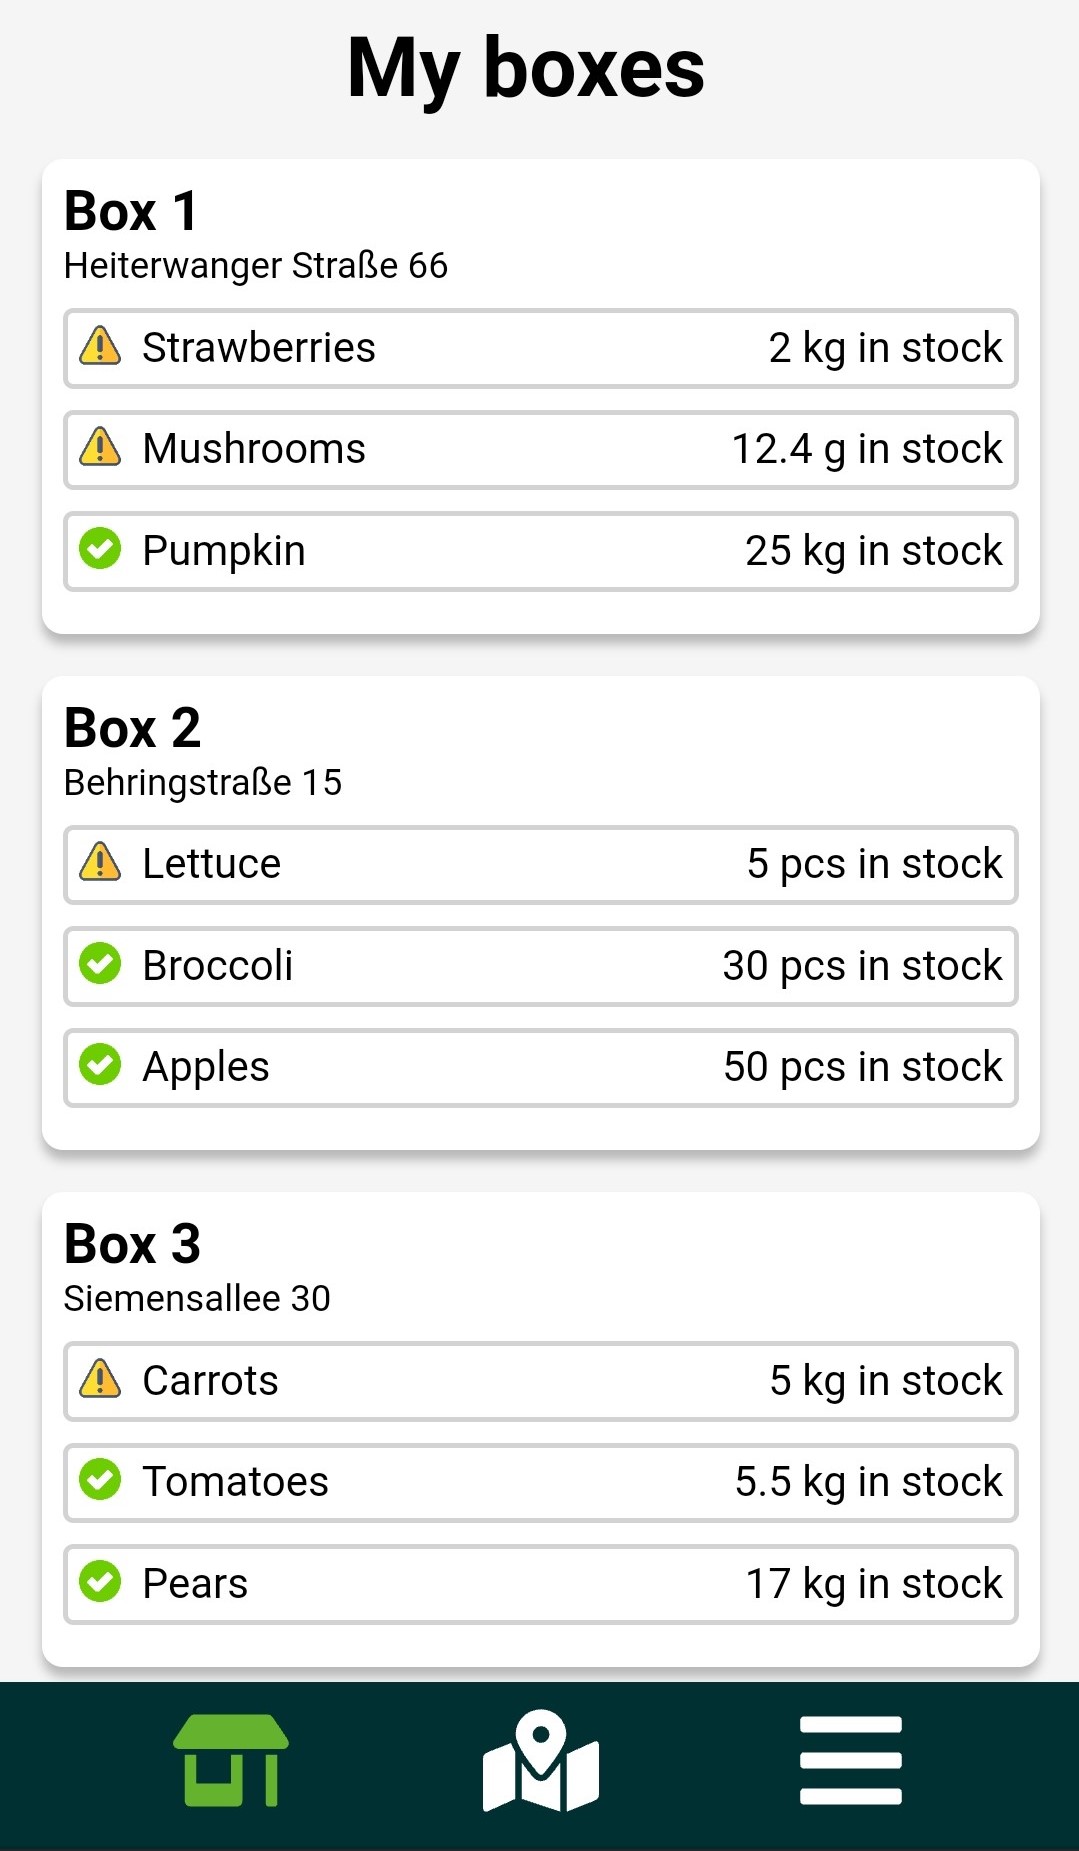 My boxes
Box 1
Heiterwanger Straße 66
Strawberries 2 kg in stock
Mushrooms 12.4 g in stock
Pumpkin 25 kg in stock
Box 2
Behringstraße 15
Lettuce 5 pcs in stock
Broccoli 30 pcs in stock
Apples 50 pcs in stock
Box 3
Siemensallee 30
Carrots 5 kg in stock
Tomatoes 5.5 kg in stock
Pears 17 kg in stock